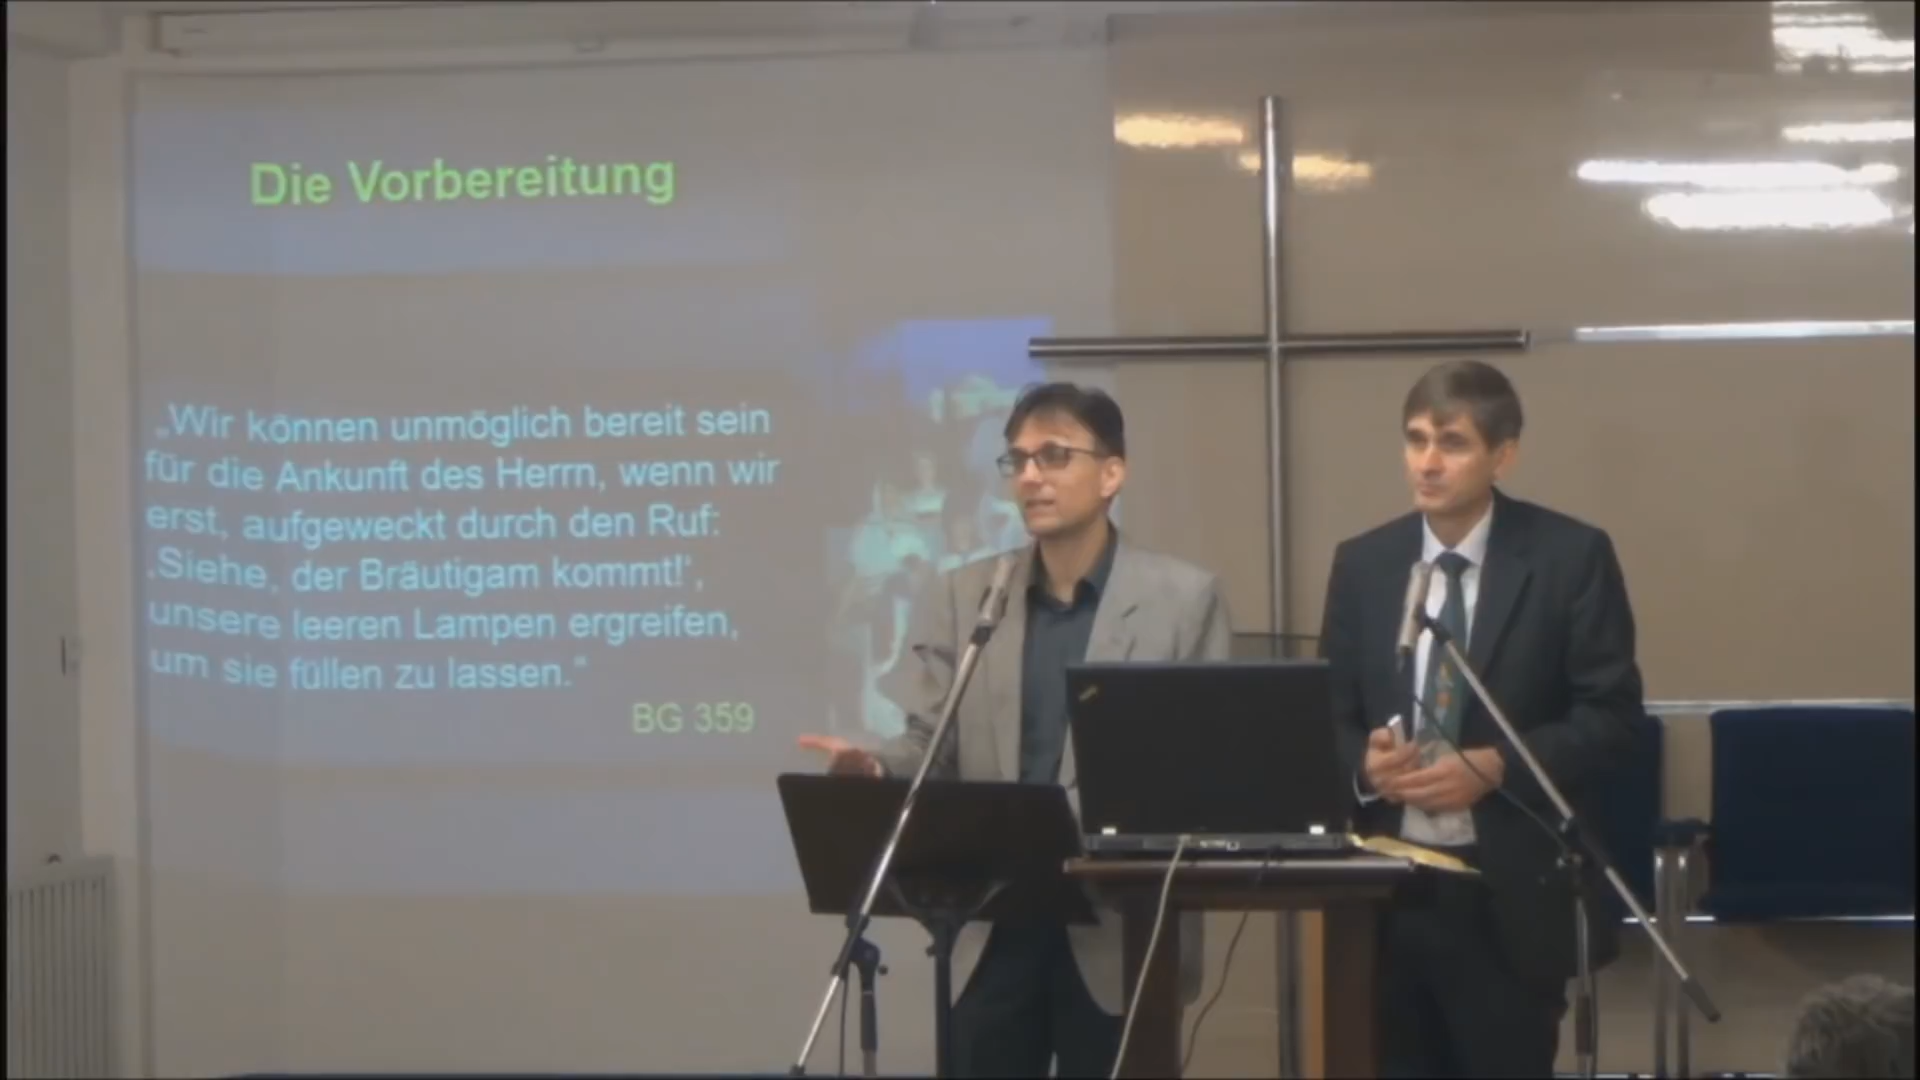 Die Vorbereitung
„Wir können unmöglich bereit sein
für die Ankunft des Herrn, wenn wir
erst, aufgeweckt durch den Ruf:
‚Siehe, der Bräutigam kommt!‘,
unsere leeren Lampen ergreifen,
um sie füllen zu lassen.“
BG 359